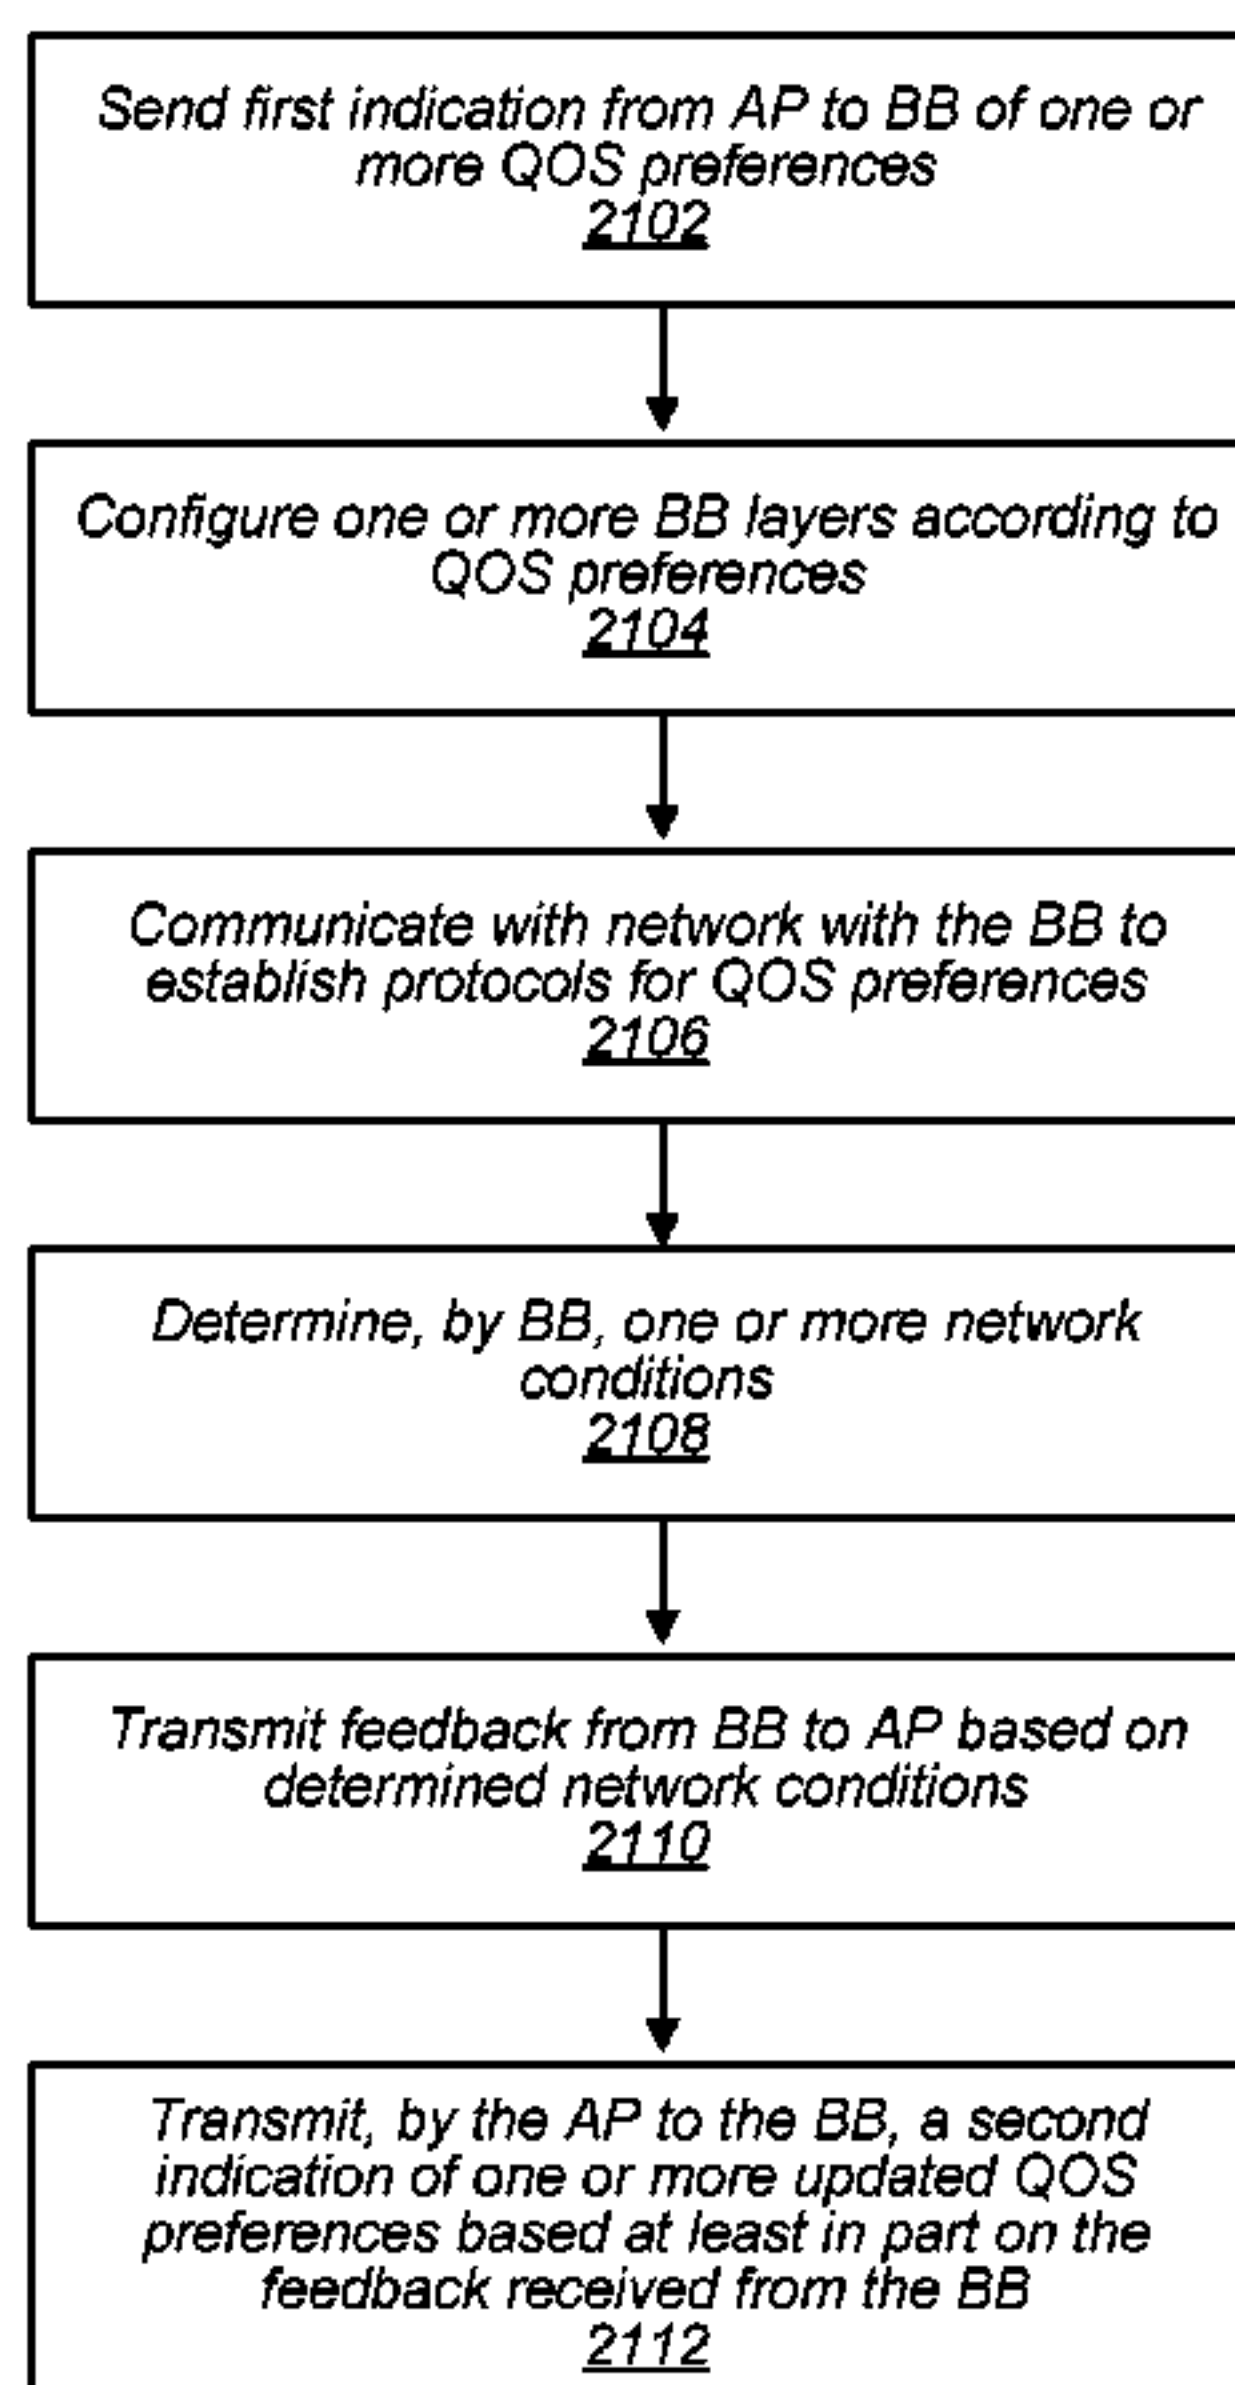 Send first indication from AP to BB of one or
more QOS preferences
2102
Configure one or more BB layers according to
QOS preferences
2104
Communicate with network with the BB to
establish protocols for QOS preferences
2106
Determine, by BB, one or more network
conditions
2108
Transmit feedback from BB to AP based on
determined network conditions
2110
Transmit, by the AP to the BB, a second
indication of one or more updated QOS
preferences based at least in part on the
feedback received from the BB
2112